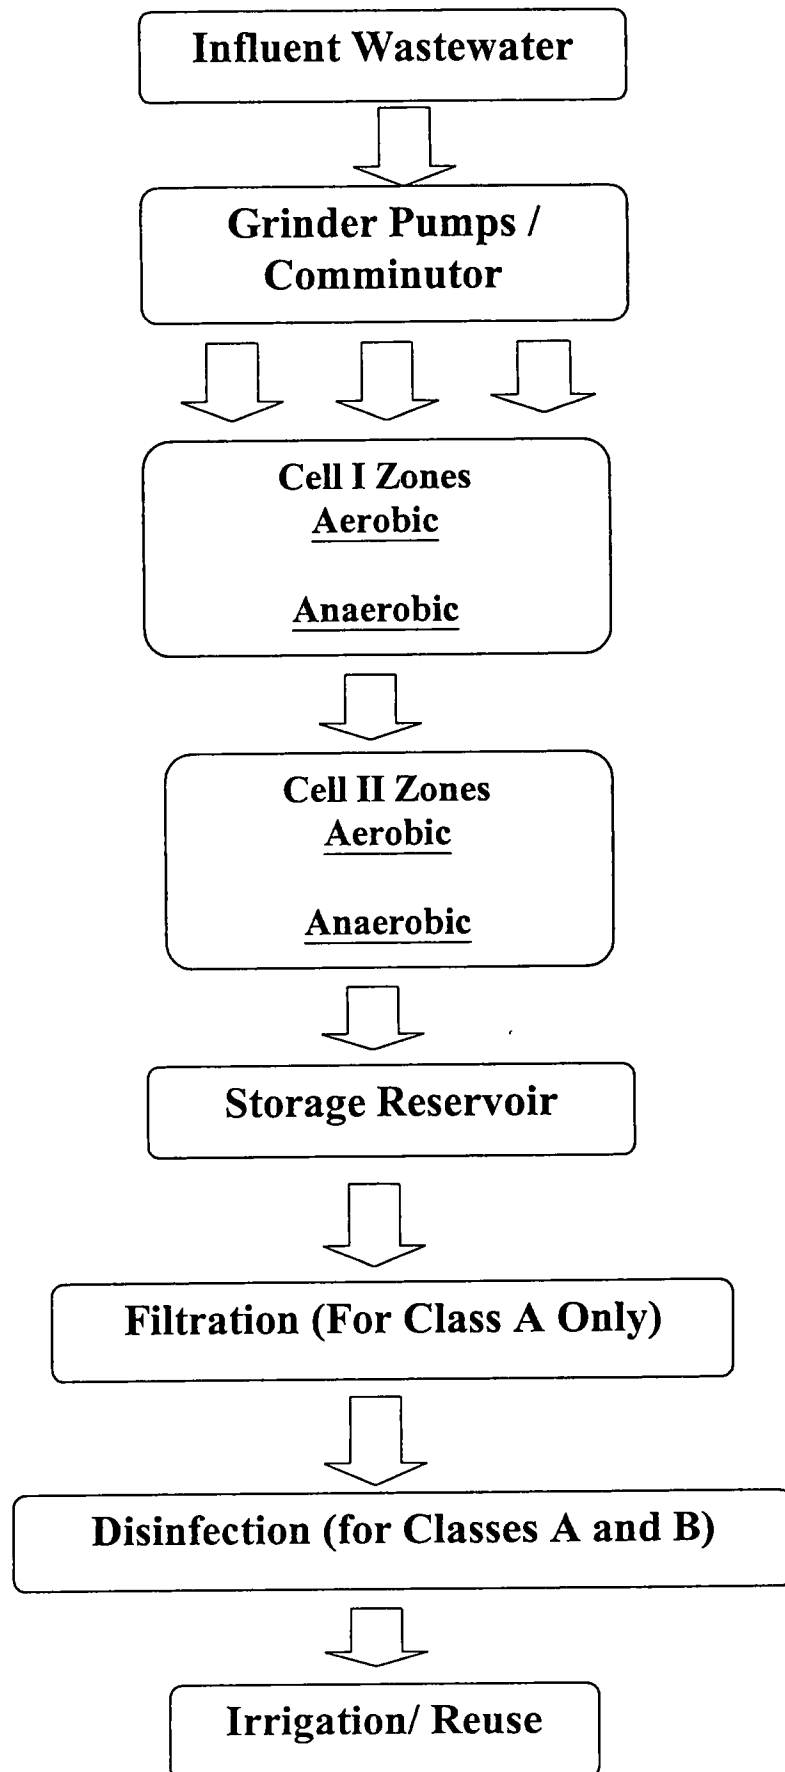 Influent Wastewater
Grinder Pumps /
Comminutor
Cell I Zones
Aerobic
Anaerobic
Cell II Zones
Aerobic
Anaerobic
Storage Reservoir
Filtration (For Class A Only)
Disinfection (for Classes A and B)
Irrigation/ Reuse